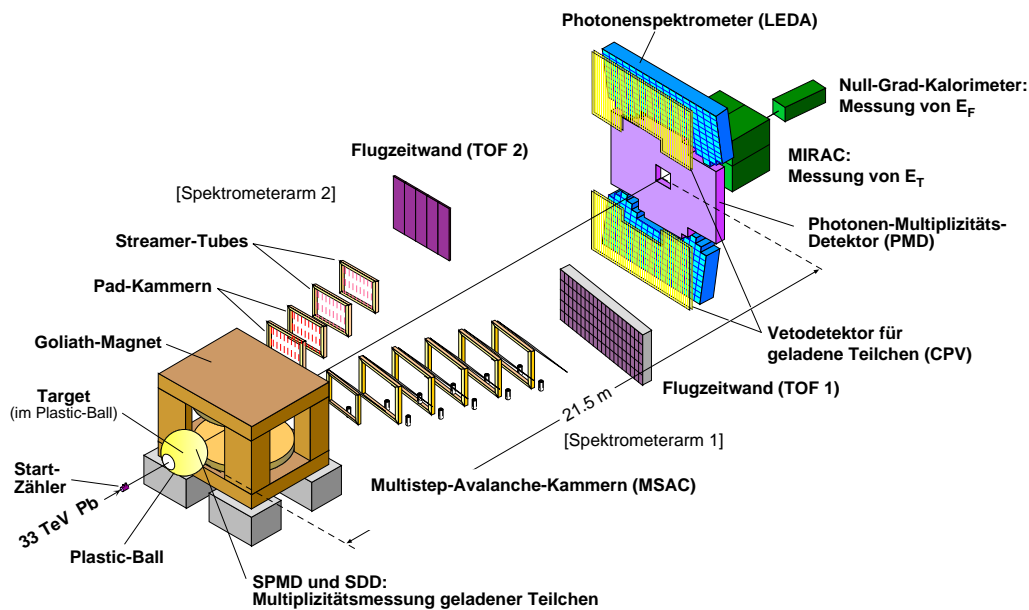 Photonenspektrometer (LEDA)
Null-Grad-Kalorimeter:
Messung von E_F
Flugzeitwand (TOF 2)
MIRAC:
Messung von E_T
[Spektrometerarm 2]
Photonen-Multiplizitäts-
Detektor (PMD)
Streamer-Tubes
Pad-Kammern
Goliath-Magnet
Vetodetektor für
geladene Teilchen (CPV)
Flugzeitwand (TOF 1)
Target
(im Plastic-Ball)
21.5 m
[Spektrometerarm 1]
Start-
Zähler
Multistep-Avalanche-Kammern (MSAC)
33 TeV Pb
Plastic-Ball
SPMD und SDD:
Multiplizitätsmessung geladener Teilchen